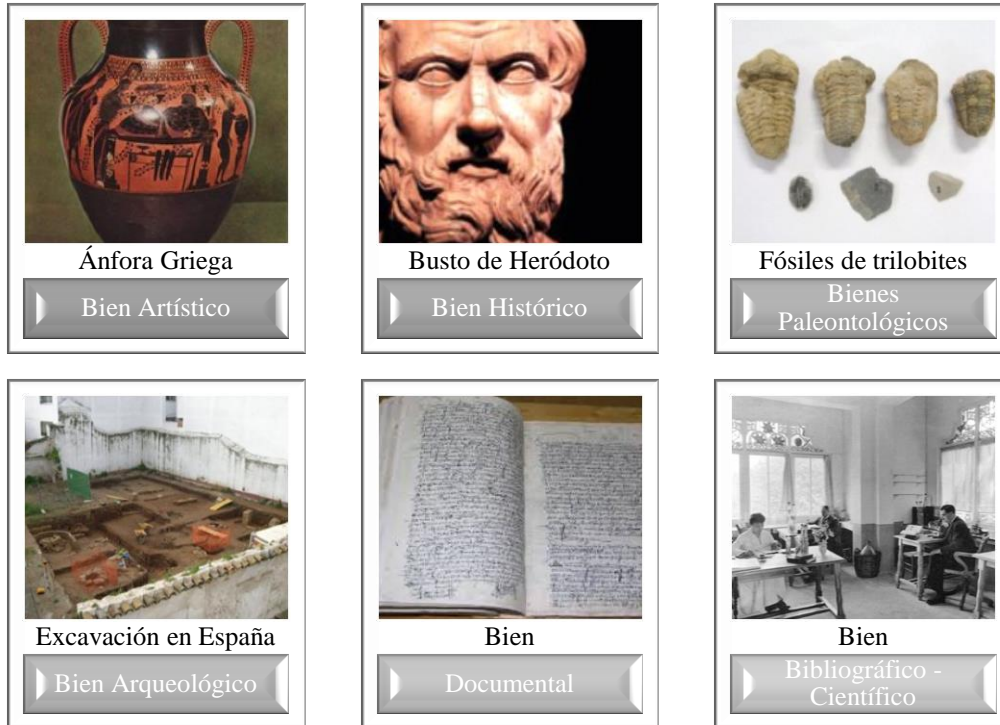 Ánfora Griega
Bien Artístico
Busto de Heródoto
Bien Histórico
Fósiles de trilobites
Bienes
Paleontológicos
Excavación en España
Bien Arqueológico
Bien
Documental
Bien
Bibliográfico -
Científico